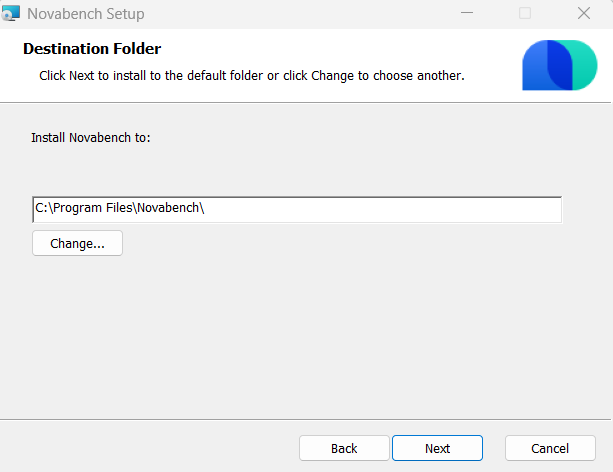 Novabench Setup
Destination Folder
Click Next to install to the default folder or click Change to choose another.
Install Novabench to:
C:\Program Files\Novabench\
Change...
Back
Next
Cancel